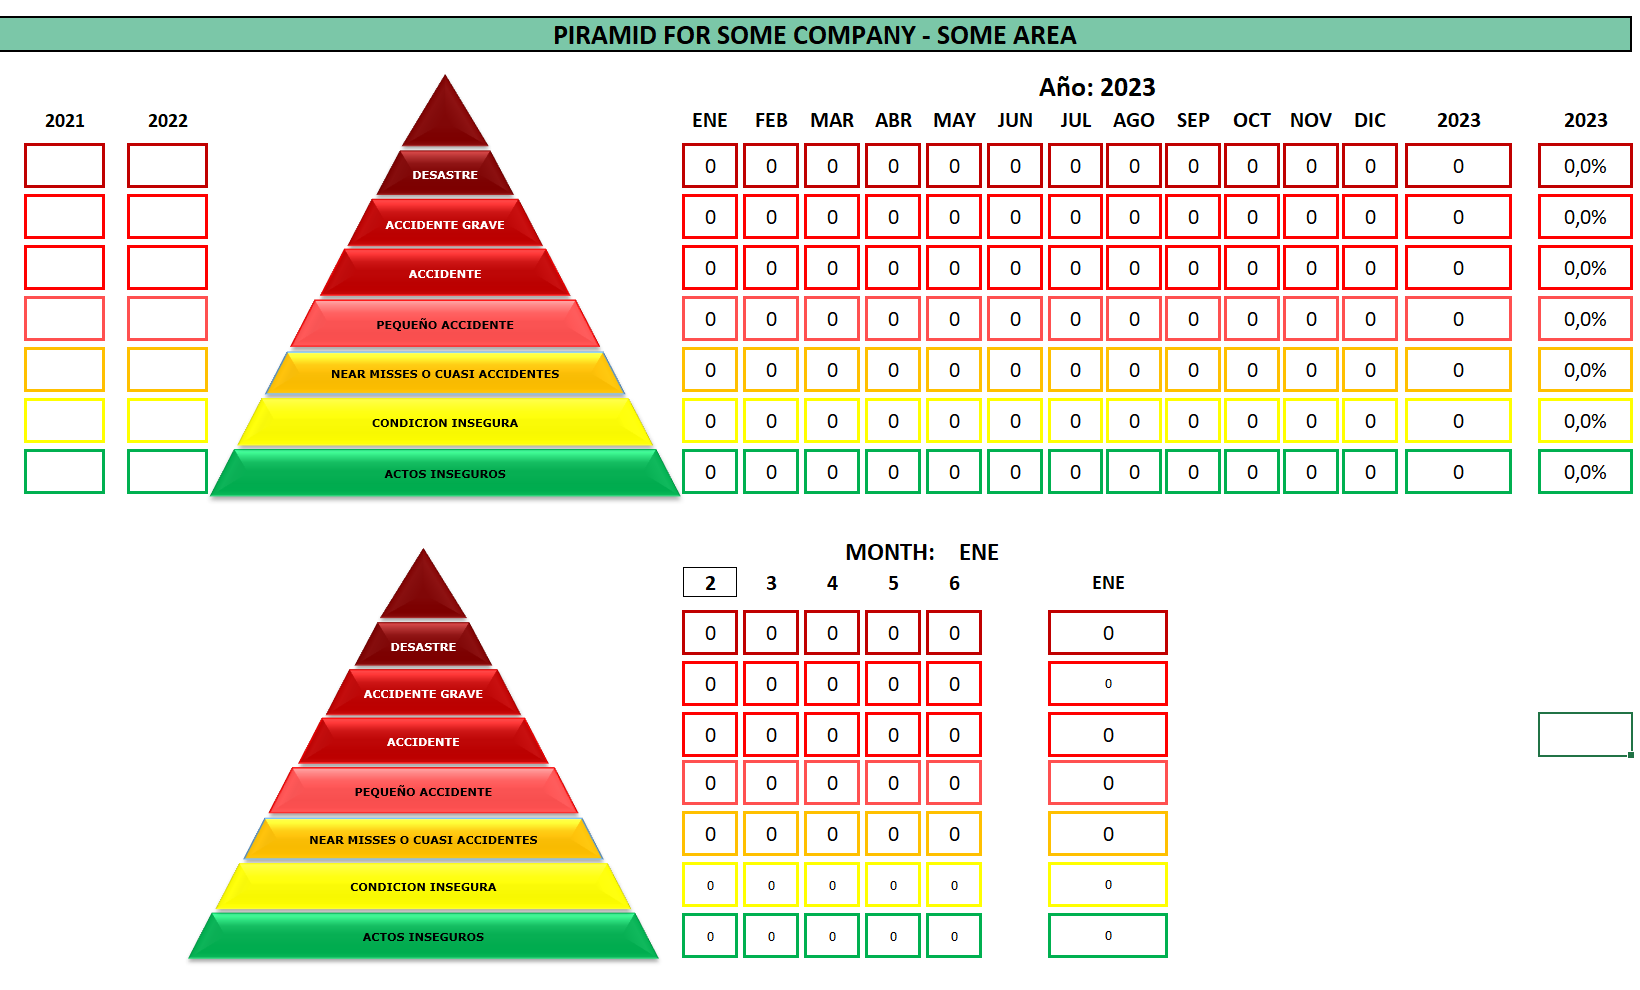 PIRAMID FOR SOME COMPANY - SOME AREA
Año: 2023
2021 2022 ENE FEB MAR ABR MAY JUN JUL AGO SEP OCT NOV DIC 2023 2023
DESASTRE 0 0 0 0 0 0 0 0 0 0 0 0 0 0,0%
ACCIDENTE GRAVE 0 0 0 0 0 0 0 0 0 0 0 0 0 0,0%
ACCIDENTE 0 0 0 0 0 0 0 0 0 0 0 0 0 0,0%
PEQUEÑO ACCIDENTE 0 0 0 0 0 0 0 0 0 0 0 0 0 0,0%
NEAR MISSES O CUASI ACCIDENTES 0 0 0 0 0 0 0 0 0 0 0 0 0 0,0%
CONDICION INSEGURA 0 0 0 0 0 0 0 0 0 0 0 0 0 0,0%
ACTOS INSEGUROS 0 0 0 0 0 0 0 0 0 0 0 0 0 0,0%
MONTH: ENE
2 3 4 5 6 ENE
DESASTRE 0 0 0 0 0 0
ACCIDENTE GRAVE 0 0 0 0 0 0
ACCIDENTE 0 0 0 0 0 0
PEQUEÑO ACCIDENTE 0 0 0 0 0 0
NEAR MISSES O CUASI ACCIDENTES 0 0 0 0 0 0
CONDICION INSEGURA 0 0 0 0 0 0
ACTOS INSEGUROS 0 0 0 0 0 0